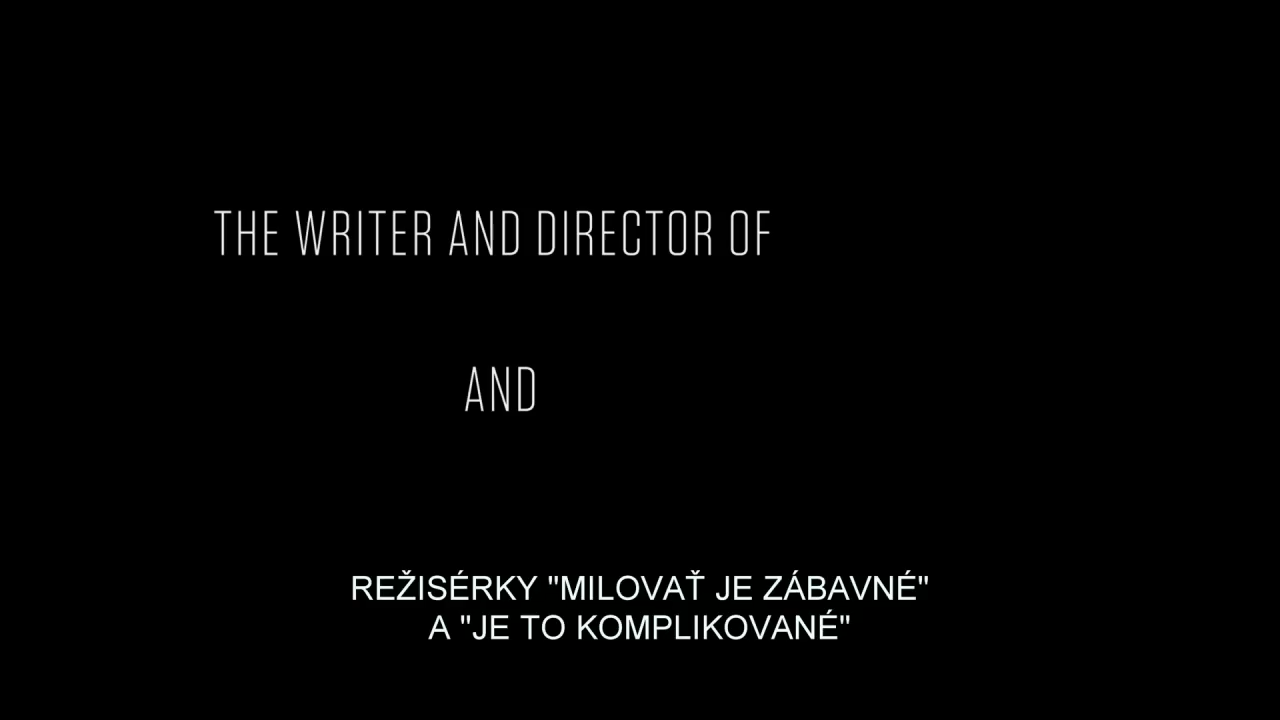 THE WRITER AND DIRECTOR OF
AND
REŽISÉRKY "MILOVAŤ JE ZÁBAVNÉ"
A "JE TO KOMPLIKOVANÉ"